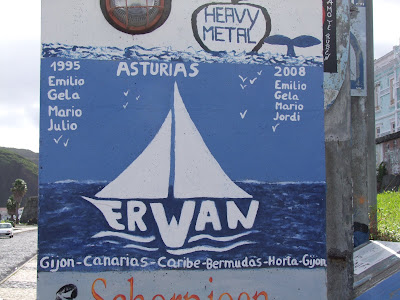 HEAVY
METAL
ASTURIAS
1995
Emilio
Gela
Mario
Julio
2008
Emilio
Gela
Mario
Jordi
ERWAN
Gijon - Canarias - Caribe - Bermudas - Horta - Gijon